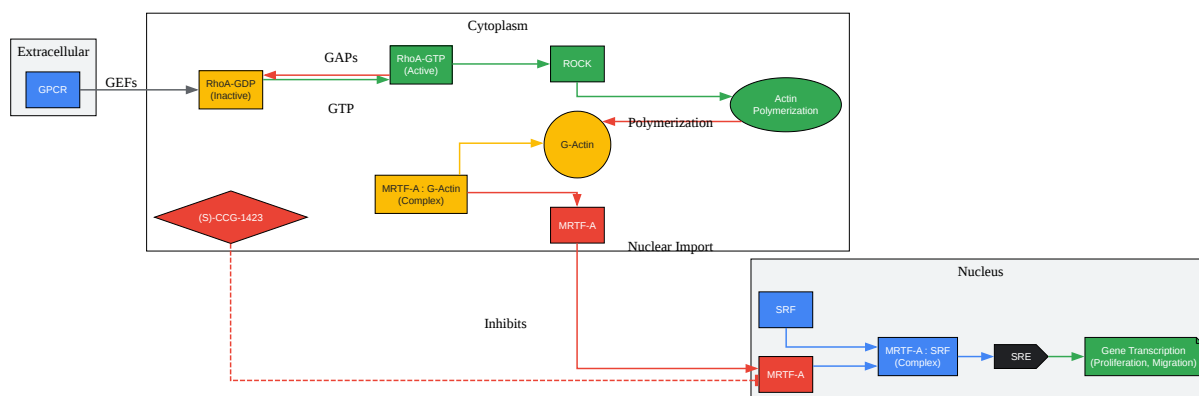 Cytoplasm
Extracellular
GPCR
GEFs
RhoA-GDP
(Inactive)
GAPs
GTP
RhoA-GTP
(Active)
ROCK
Actin
Polymerization
Polymerization
G-Actin
MRTF-A : G-Actin
(Complex)
(S)-CCG-1423
MRTF-A
Nuclear Import
Inhibits
Nucleus
SRF
MRTF-A
MRTF-A : SRF
(Complex)
SRE
Gene Transcription
(Proliferation, Migration)